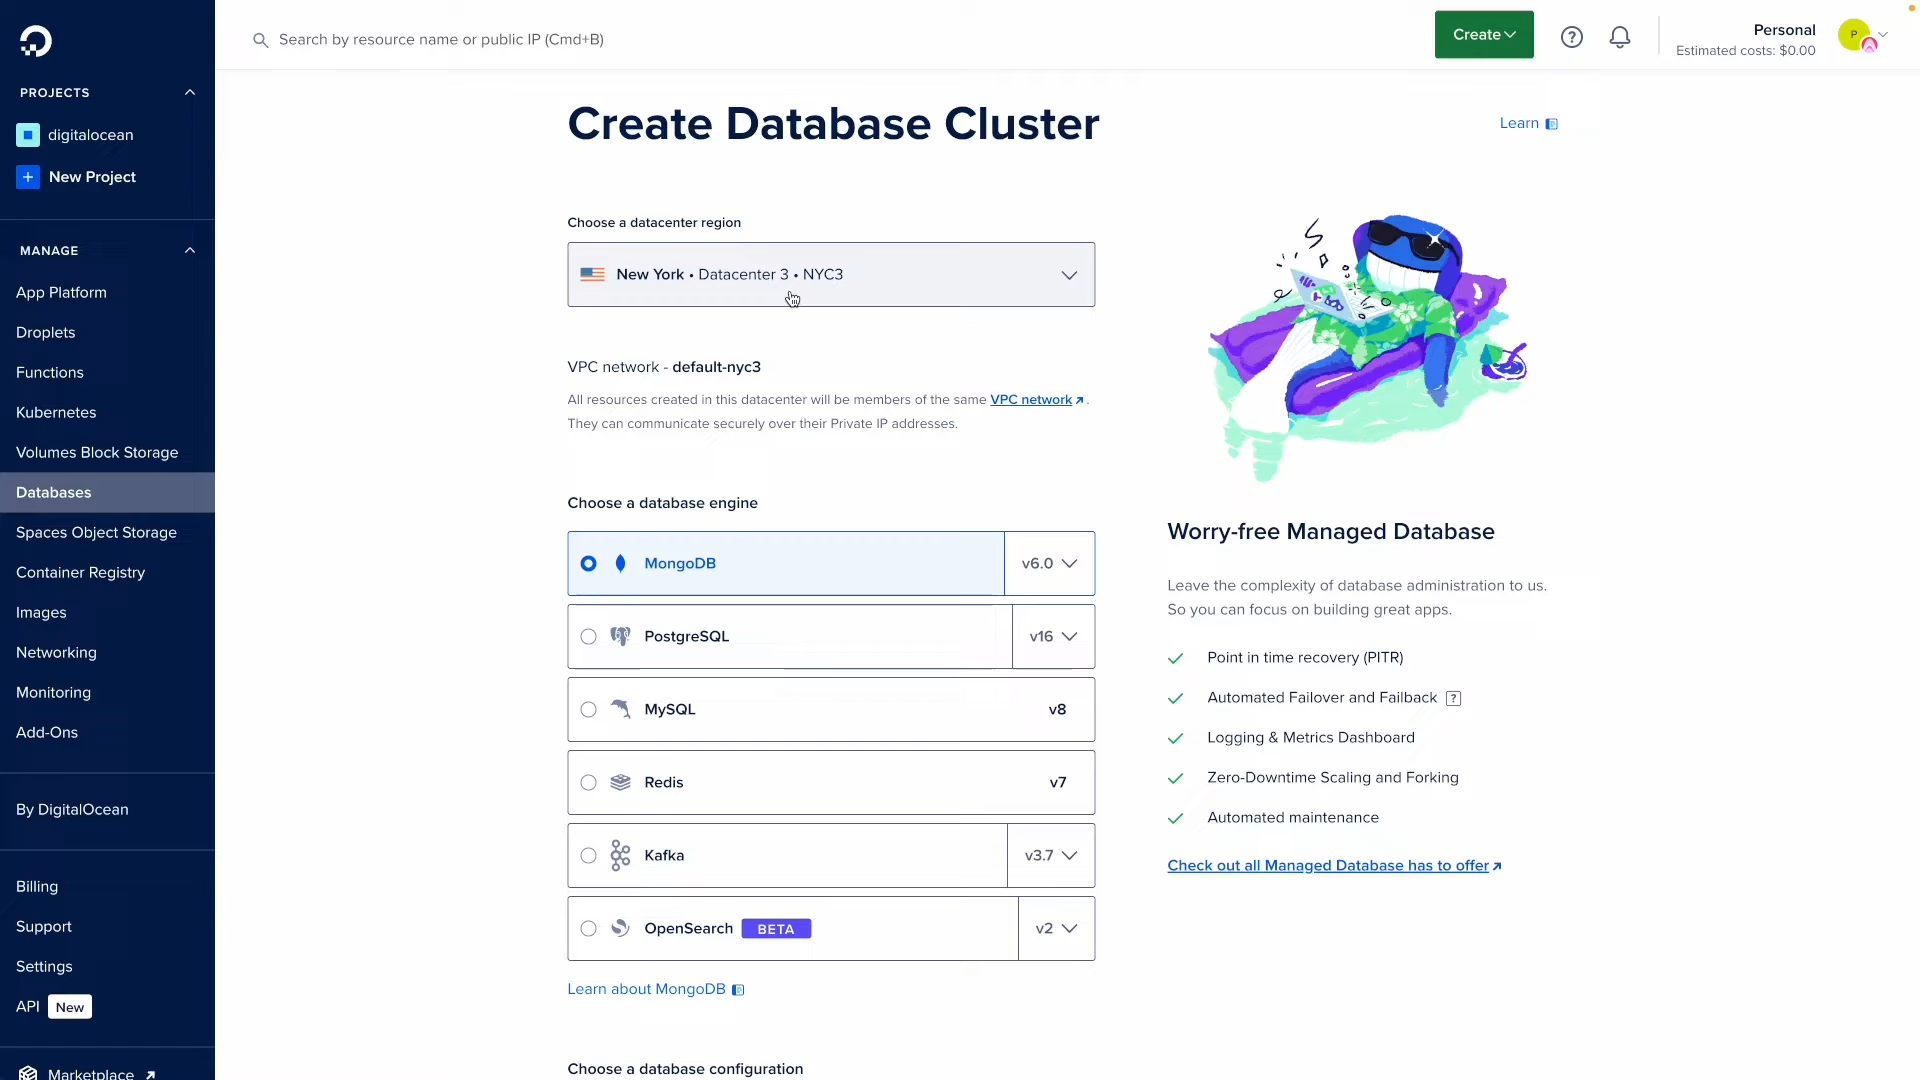 Search by resource name or public IP (Cmd+B)
Create
Personal
Estimated costs: $0.00
P
PROJECTS
digitalocean
New Project
MANAGE
App Platform
Droplets
Functions
Kubernetes
Volumes Block Storage
Databases
Spaces Object Storage
Container Registry
Images
Networking
Monitoring
Add-Ons
By DigitalOcean
Billing
Support
Settings
API New
Marketplace
Create Database Cluster
Learn
Choose a datacenter region
New York • Datacenter 3 • NYC3
VPC network - default-nyc3
All resources created in this datacenter will be members of the same VPC network.
They can communicate securely over their Private IP addresses.
Choose a database engine
MongoDB v6.0
PostgreSQL v16
MySQL v8
Redis v7
Kafka v3.7
OpenSearch BETA v2
Learn about MongoDB
Choose a database configuration
Worry-free Managed Database
Leave the complexity of database administration to us.
So you can focus on building great apps.
Point in time recovery (PITR)
Automated Failover and Failback ?
Logging & Metrics Dashboard
Zero-Downtime Scaling and Forking
Automated maintenance
Check out all Managed Database has to offer